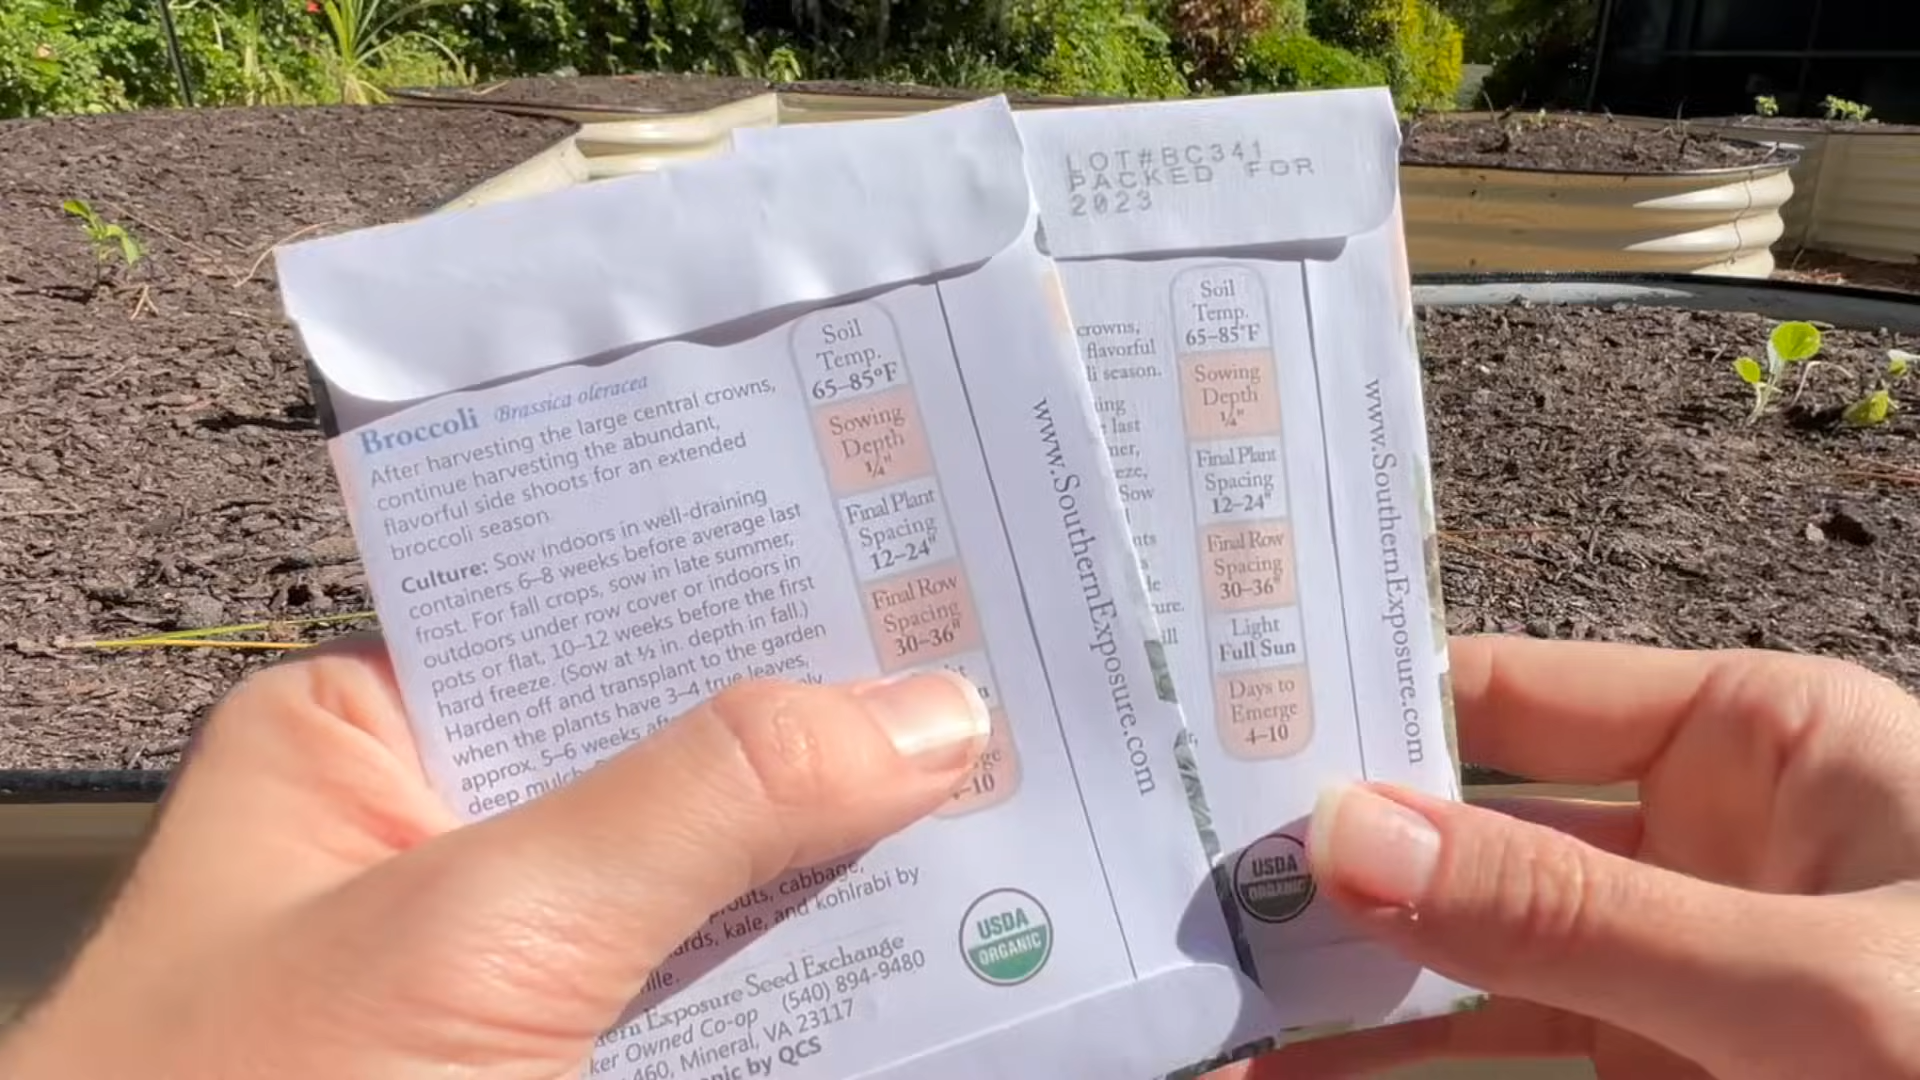 Broccoli Brassica oleracea
After harvesting the large central crowns,
continue harvesting the abundant,
flavorful side shoots for an extended
broccoli season.
Culture: Sow indoors in well-draining
containers 6–8 weeks before average last
frost. For fall crops, sow in late summer,
outdoors under row cover or indoors in
pots or flat, 10–12 weeks before the first
hard freeze. (Sow at ½ in. depth in fall.)
Harden off and transplant to the garden
when the plants have 3–4 true leaves,
approx. 5–6 weeks
deep
cabbage,
kale, and kohlrabi by
Exposure Seed Exchange
Owned Co-op (540) 894-9480
460, Mineral, VA 23117
by QCS
Soil
Temp.
65–85°F
Sowing
Depth
¼"
Final Plant
Spacing
12–24"
Final Row
Spacing
30–36"
–10
USDA
ORGANIC
www.SouthernExposure.com
LOT#BC341
PACKED FOR
2023
crowns,
flavorful
season.
last
Sow
Soil
Temp.
65–85°F
Sowing
Depth
¼"
Final Plant
Spacing
12–24"
Final Row
Spacing
30–36"
Light
Full Sun
Days to
Emerge
4–10
USDA
ORGANIC
www.SouthernExposure.com